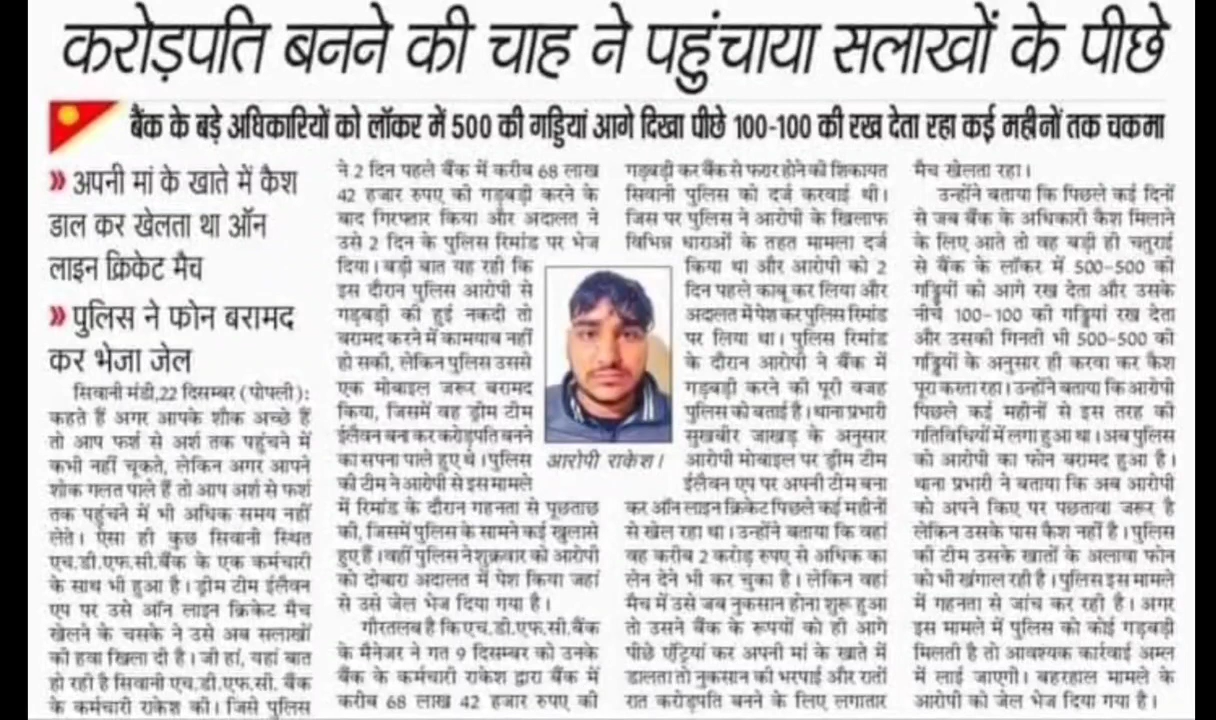 करोड़पति बनने की चाह ने पहुंचाया सलाखों के पीछे
बैंक के बड़े अधिकारियों को लॉकर में 500 की गड्डियां आगे दिखा पीछे 100-100 की रख देता रहा कई महीनों तक चकमा
» अपनी मां के खाते में कैश
डाल कर खेलता था ऑन
लाइन क्रिकेट मैच
» पुलिस ने फोन बरामद
कर भेजा जेल
सिवानी मंडी,22 दिसम्बर (पोपली):
कहते हैं अगर आपके शौक अच्छे हैं
तो आप फर्श से अर्श तक पहुंचने में
कभी नहीं चूकते, लेकिन अगर आपने
शौक गलत पाले हैं तो आप अर्श से फर्श
तक पहुंचने में भी अधिक समय नहीं
लेते। ऐसा ही कुछ सिवानी स्थित
एच.डी.एफ.सी.बैंक के एक कर्मचारी
के साथ भी हुआ है। ड्रीम टीम ईलैवन
एप पर उसे ऑन लाइन क्रिकेट मैच
खेलने के चसके ने उसे अब सलाखों
की हवा खिला दी है। जी हां, यहां बात
हो रही है सिवानी एच.डी.एफ.सी. बैंक
के कर्मचारी राकेश की। जिसे पुलिस
ने 2 दिन पहले बैंक में करीब 68 लाख
42 हजार रुपए की गड़बड़ी करने के
बाद गिरफ्तार किया और अदालत ने
उसे 2 दिन के पुलिस रिमांड पर भेज
दिया। बड़ी बात यह रही कि
इस दौरान पुलिस आरोपी से
गड़बड़ी की हुई नकदी तो
बरामद करने में कामयाब नहीं
हो सकी, लेकिन पुलिस उससे
एक मोबाइल जरूर बरामद
किया, जिसमें वह ड्रीम टीम
ईलैवन बना कर करोड़पति बनने
का सपना पाले हुए थे। पुलिस
की टीम ने आरोपी से इस मामले
में रिमांड के दौरान गहनता से पूछताछ
की, जिसमें पुलिस के सामने कई खुलासे
हुए हैं। वहीं पुलिस ने शुक्रवार को आरोपी
को दोबारा अदालत में पेश किया जहां
से उसे जेल भेज दिया गया है।
गौरतलब है कि एच.डी.एफ.सी.बैंक
के मैनेजर ने गत 9 दिसम्बर को उनके
बैंक के कर्मचारी राकेश द्वारा बैंक में
करीब 68 लाख 42 हजार रुपए की
आरोपी राकेश।
गड़बड़ी कर बैंक से फरार होने की शिकायत
सिवानी पुलिस को दर्ज करवाई थी।
जिस पर पुलिस ने आरोपी के खिलाफ
विभिन्न धाराओं के तहत मामला दर्ज
किया था और आरोपी को 2
दिन पहले काबू कर लिया और
अदालत में पेश कर पुलिस रिमांड
पर लिया था। पुलिस रिमांड
के दौरान आरोपी ने बैंक में
गड़बड़ी करने की पूरी वजह
पुलिस को बताई है। थाना प्रभारी
सुखबीर जाखड़ के अनुसार
आरोपी मोबाइल पर ड्रीम टीम
ईलैवन एप पर अपनी टीम बना
कर ऑन लाइन क्रिकेट पिछले कई महीनों
से खेल रहा था। उन्होंने बताया कि वहां
वह करीब 2 करोड़ रुपए से अधिक का
लेन देने भी कर चुका है। लेकिन वहां
मैच में उसे जब नुकसान होना शुरू हुआ
तो उसने बैंक के रूपयों को ही आगे
पीछे एंट्रियां कर अपनी मां के खाते में
डालता तो नुकसान की भरपाई और रातों
रात करोड़पति बनने के लिए लगातार
मैच खेलता रहा।
उन्होंने बताया कि पिछले कई दिनों
से जब बैंक के अधिकारी कैश मिलाने
के लिए आते तो वह बड़ी ही चतुराई
से बैंक के लॉकर में 500-500 की
गड्डियों को आगे रख देता और उसके
नीचे 100-100 की गड्डियां रख देता
और उसकी गिनती भी 500-500 की
गड्डियों के अनुसार ही करवा कर कैश
पूरा करता रहा। उन्होंने बताया कि आरोपी
पिछले कई महीनों से इस तरह की
गतिविधियों में लगा हुआ था। अब पुलिस
को आरोपी का फोन बरामद हुआ है।
थाना प्रभारी ने बताया कि अब आरोपी
को अपने किए पर पछतावा जरूर है
लेकिन उसके पास कैश नहीं है। पुलिस
की टीम उसके खातों के अलावा फोन
को भी खंगाल रही है। पुलिस इस मामले
में गहनता से जांच कर रही है। अगर
इस मामले में पुलिस को कोई गड़बड़ी
मिलती है तो आवश्यक कार्रवाई अम्ल
में लाई जाएगी। बहरहाल मामले के
आरोपी को जेल भेज दिया गया है।